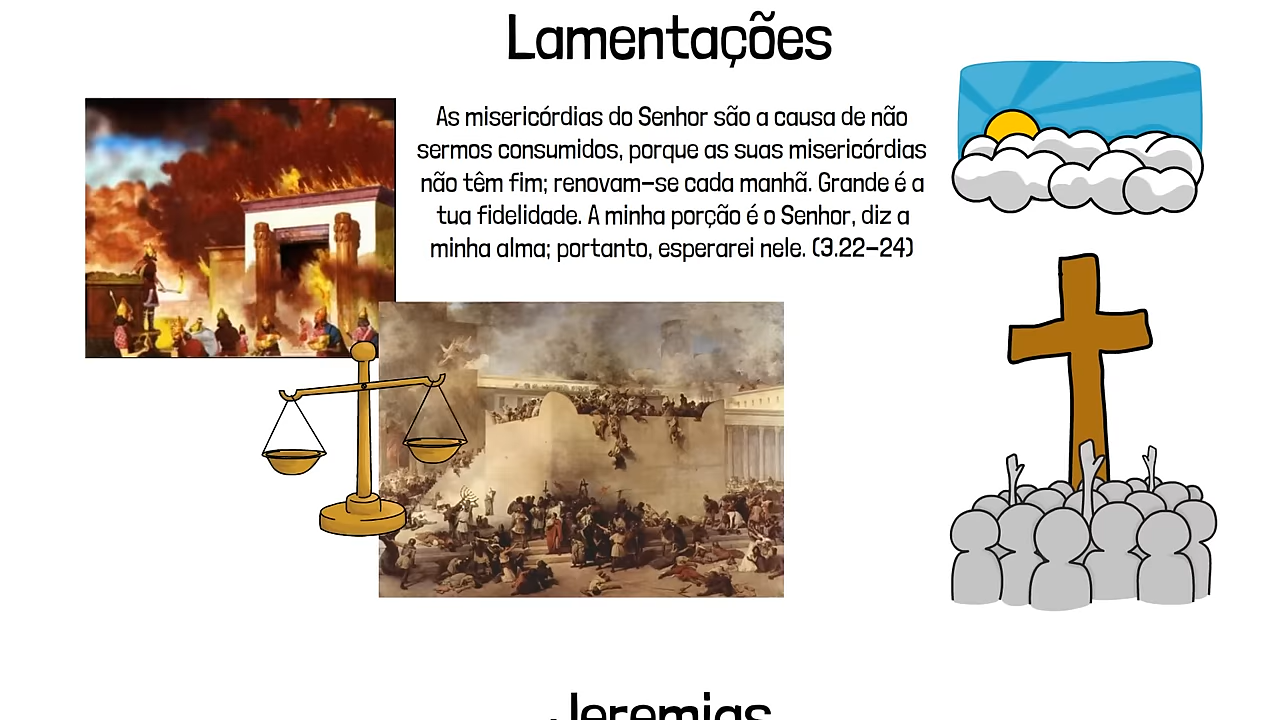 Lamentações
As misericórdias do Senhor são a causa de não
sermos consumidos, porque as suas misericórdias
não têm fim; renovam-se cada manhã. Grande é a
tua fidelidade. A minha porção é o Senhor, diz a
minha alma; portanto, esperarei nele. (3.22-24)
Jeremias